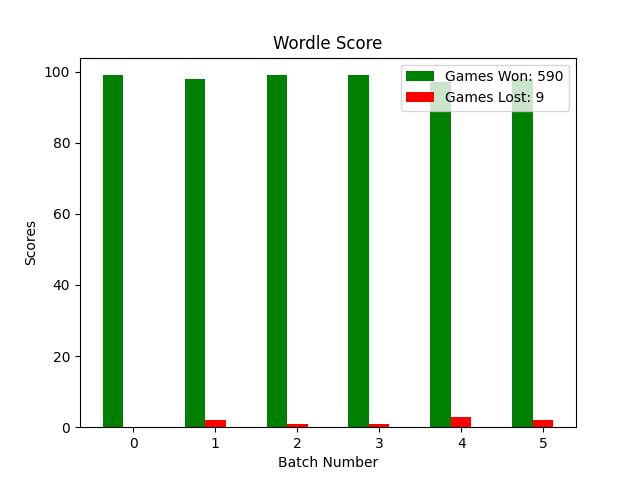 Wordle Score
Games Won: 590
Games Lost: 9
100
80
60
40
20
0
Scores
0 1 2 3 4 5
Batch Number